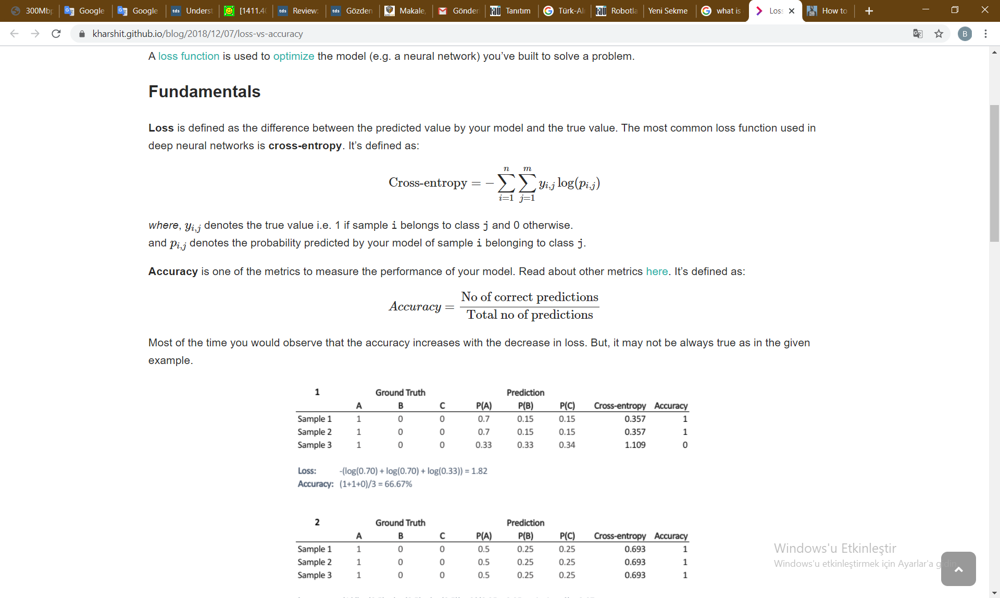 300Mb
Google
Google
tds Underst
[1411.4
tds Review:
tds Gözden
Makale,
Gönder
Tanıtım
Türk-Al
Robotla
Yeni Sekme
what is
Los
How to
kharshit.github.io/blog/2018/12/07/loss-vs-accuracy
B
A loss function is used to optimize the model (e.g. a neural network) you've built to solve a problem.
Fundamentals
Loss is defined as the difference between the predicted value by your model and the true value. The most common loss function used in
deep neural networks is cross-entropy. It's defined as:
Cross-entropy = − ∑_{i=1}^{n} ∑_{j=1}^{m} y_{i,j} log(p_{i,j})
where, y_{i,j} denotes the true value i.e. 1 if sample i belongs to class j and 0 otherwise.
and p_{i,j} denotes the probability predicted by your model of sample i belonging to class j.
Accuracy is one of the metrics to measure the performance of your model. Read about other metrics here. It's defined as:
No of correct predictions
Accuracy =
Total no of predictions
Most of the time you would observe that the accuracy increases with the decrease in loss. But, it may not be always true as in the given
example.
1 Ground Truth Prediction
A B C P(A) P(B) P(C) Cross-entropy Accuracy
Sample 1 1 0 0 0.7 0.15 0.15 0.357 1
Sample 2 1 0 0 0.7 0.15 0.15 0.357 1
Sample 3 1 0 0 0.33 0.33 0.34 1.109 0
Loss: -(log(0.70) + log(0.70) + log(0.33)) = 1.82
Accuracy: (1+1+0)/3 = 66.67%
2 Ground Truth Prediction
A B C P(A) P(B) P(C) Cross-entropy Accuracy
Sample 1 1 0 0 0.5 0.25 0.25 0.693 1
Sample 2 1 0 0 0.5 0.25 0.25 0.693 1
Sample 3 1 0 0 0.5 0.25 0.25 0.693 1
Windows'u Etkinleştir
Windows'u etkinleştirmek için Ayarlar'a gidin